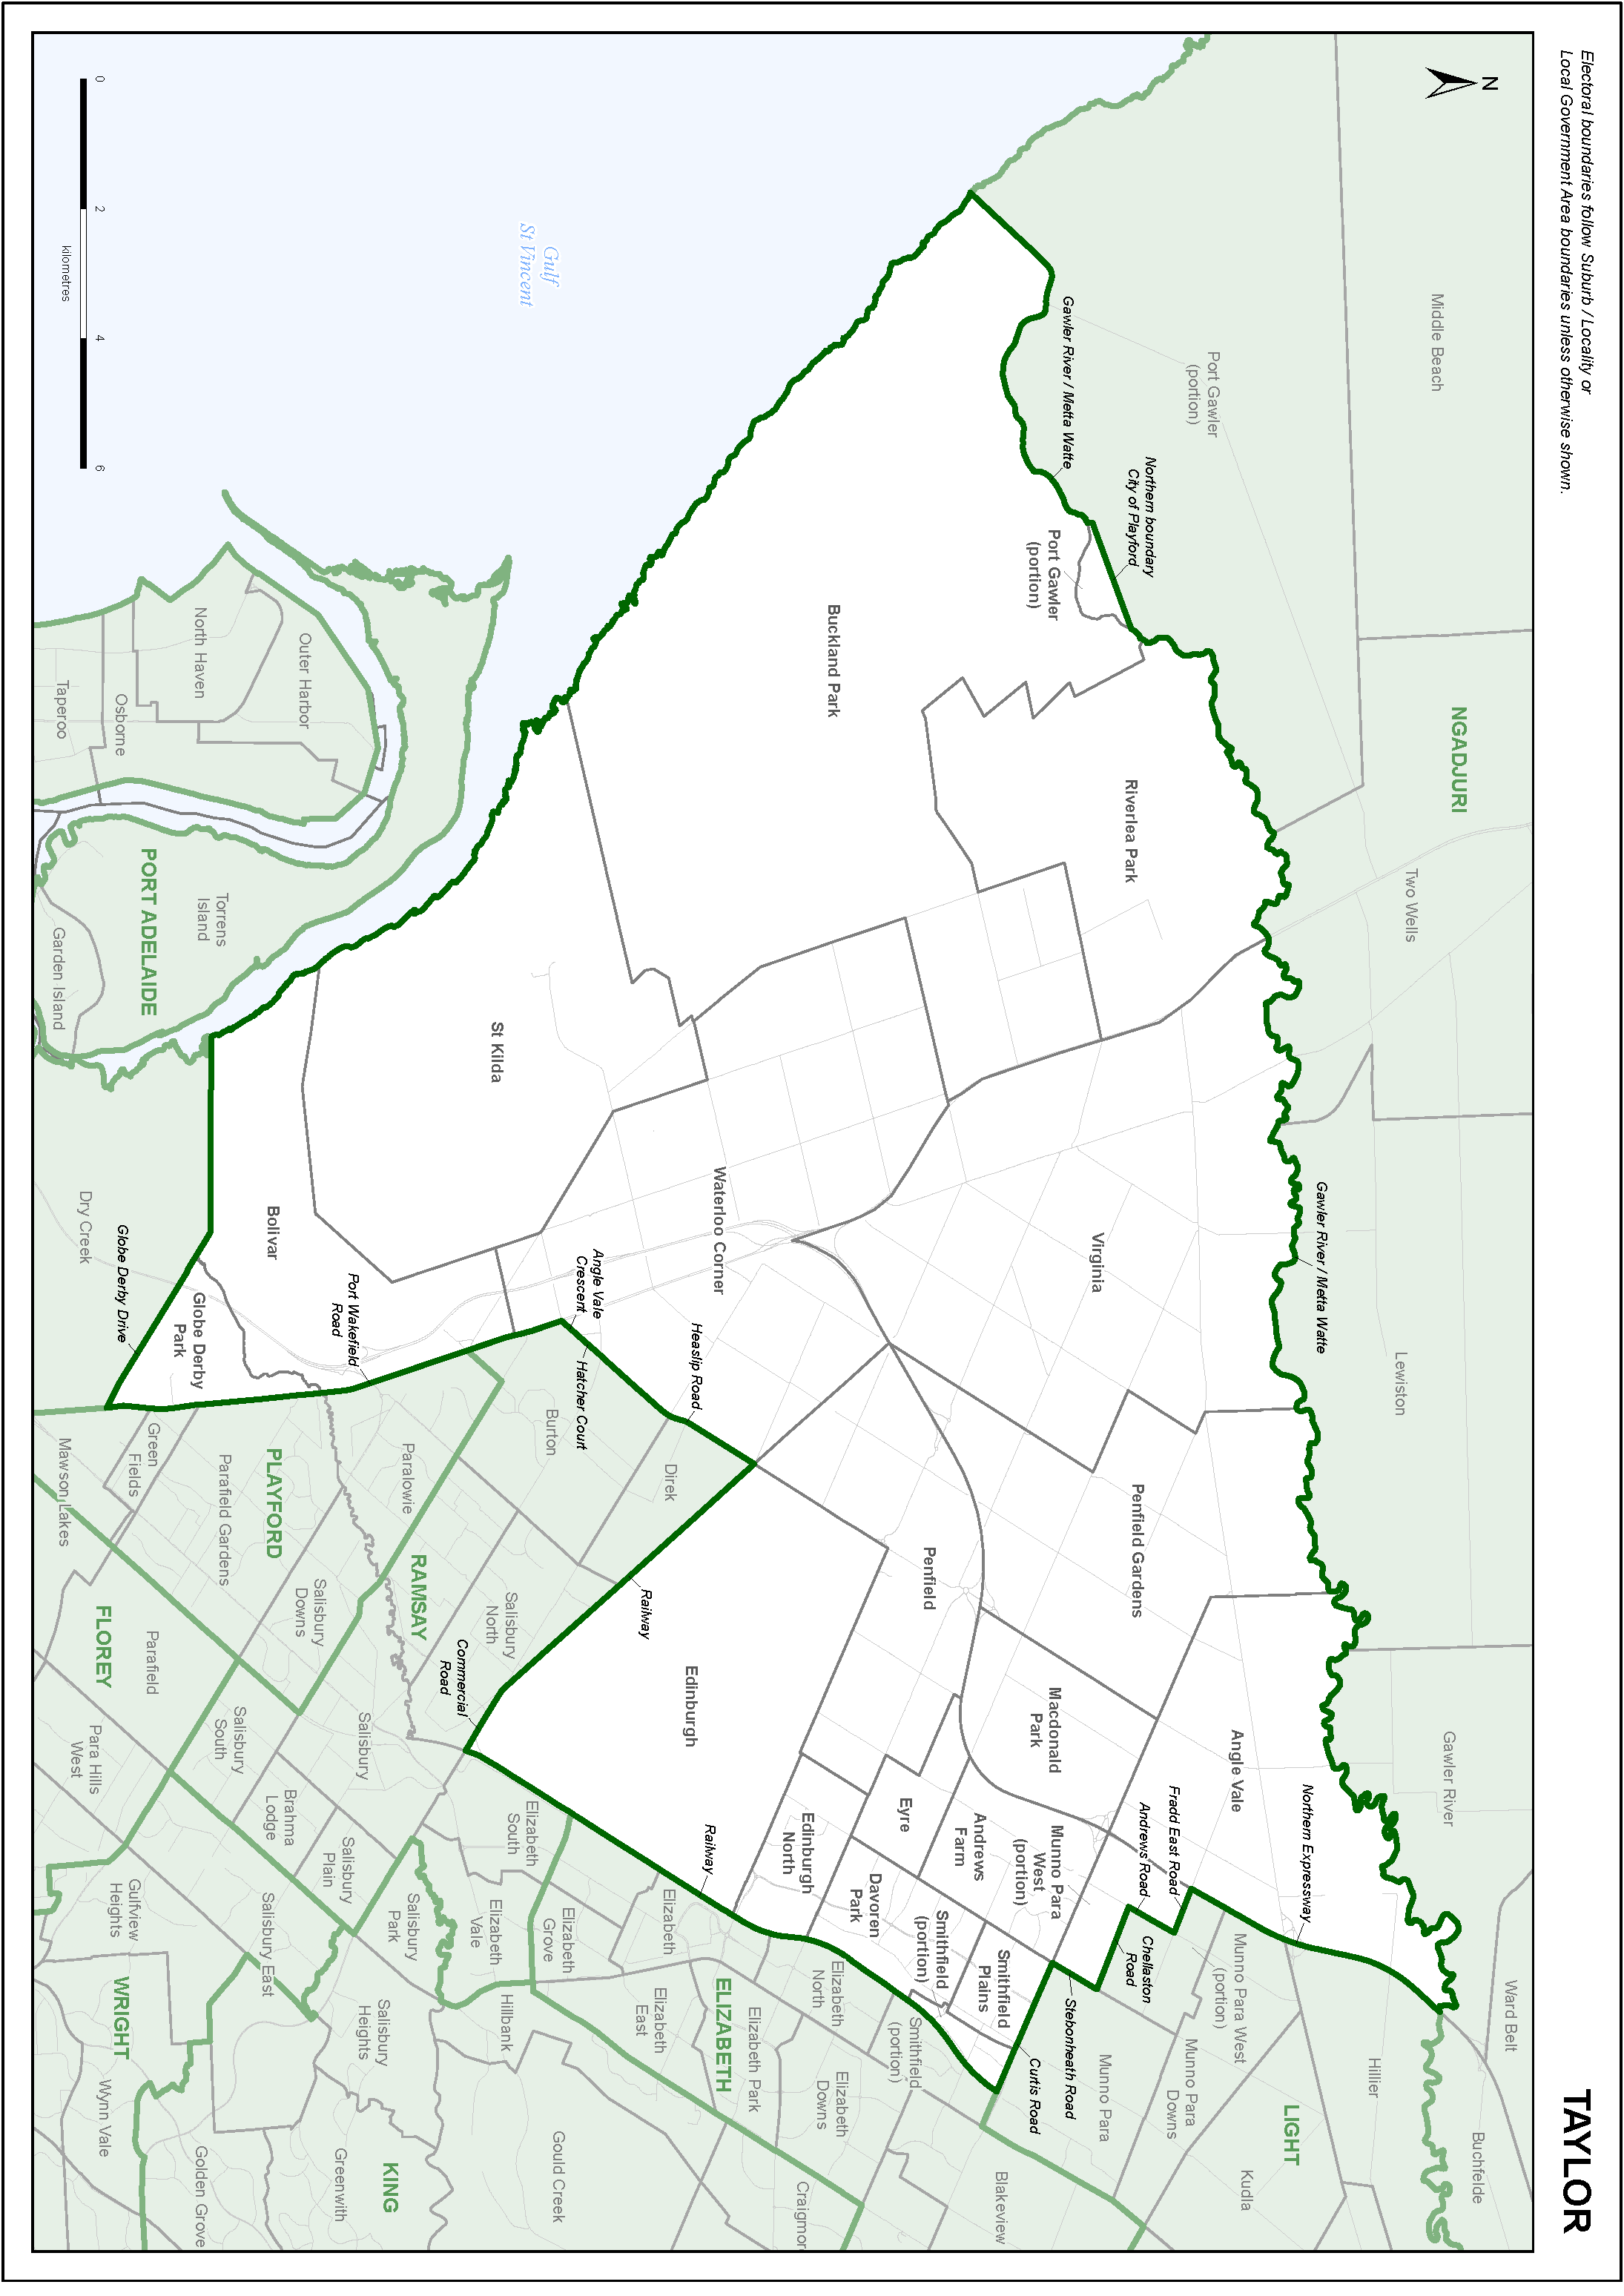 Electoral boundaries follow Suburb / Locality or
Local Government Area boundaries unless otherwise shown.
TAYLOR
N
0
2
4
6
kilometres
Gulf
St Vincent
Middle Beach
Port Gawler
(portion)
NGADJURI
Two Wells
Lewiston
Gawler River
Ward Belt
Buchfelde
Hillier
Kudla
LIGHT
Gawler River / Metta Watte
Northern boundary
City of Playford
Port Gawler
(portion)
Buckland Park
Riverlea Park
Gawler River / Metta Watte
Virginia
Penfield Gardens
Angle Vale
Northern Expressway
Fradd East Road
Andrews Road
Chellaston
Road
Stebonheath Road
Curtis Road
Munno Para West
(portion)
Munno Para
Downs
Munno Para
Blakeview
Macdonald
Park
Munno Para
West
(portion)
Andrews
Farm
Eyre
Smithfield
Plains
Smithfield
(portion)
Davoren
Park
Edinburgh
North
Penfield
Edinburgh
Waterloo Corner
St Kilda
Bolivar
Globe Derby
Park
Heaslip Road
Angle Vale
Crescent
Hatcher Court
Port Wakefield
Road
Globe Derby Drive
Railway
Commercial
Road
Railway
Outer Harbor
North Haven
Osborne
Taperoo
PORT ADELAIDE
Torrens
Island
Garden Island
Dry Creek
Burton
Direk
Paralowie
Green
Fields
Mawson Lakes
Parafield Gardens
PLAYFORD
RAMSAY
Salisbury
North
Salisbury
Downs
FLOREY
Parafield
Para Hills
West
Salisbury
South
Salisbury
Brahma
Lodge
Salisbury
Plain
Salisbury
Park
Elizabeth
South
Elizabeth
Vale
Elizabeth
Grove
Elizabeth
Elizabeth
North
Smithfield
(portion)
Elizabeth
East
ELIZABETH
Elizabeth Park
Elizabeth
Downs
Hillbank
Gulfview
Heights
Salisbury East
WRIGHT
Salisbury
Heights
Wynn Vale
Golden Grove
Greenwith
KING
Gould Creek
Craigmor